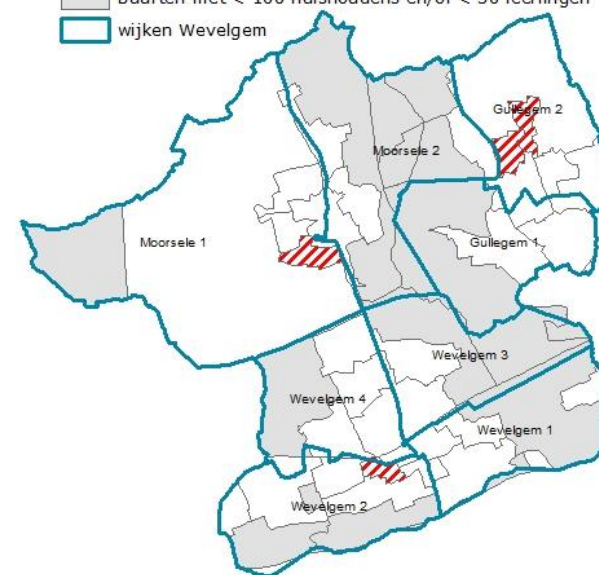 buurten met < 100 huishoudens en/of < 50 leerlingen
wijken Wevelgem
Gullegem 2
Moorsele 2
Moorsele 1
Gullegem 1
Wevelgem 3
Wevelgem 4
Wevelgem 1
Wevelgem 2